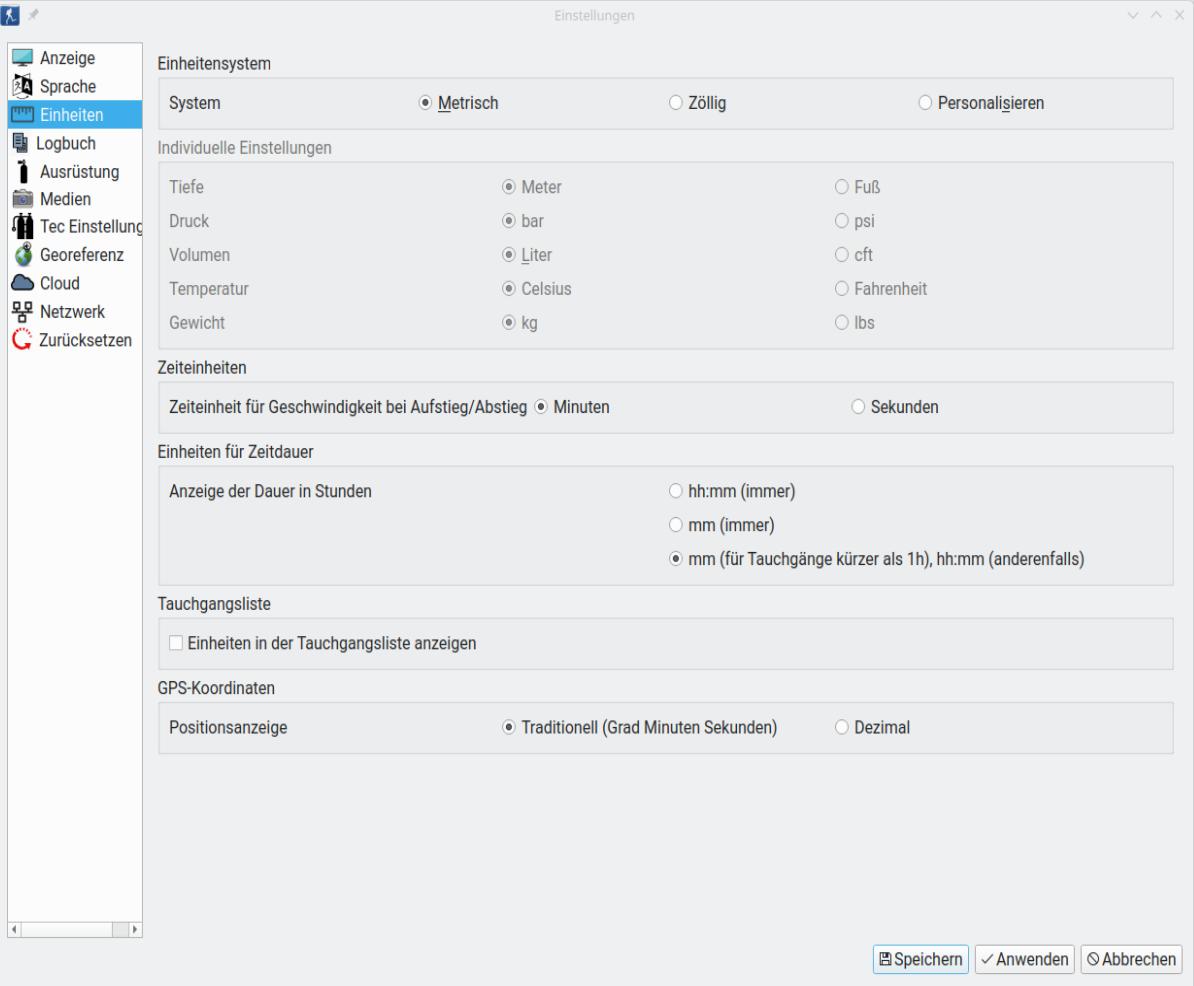 Einstellungen
Anzeige
Sprache
Einheiten
Logbuch
Ausrüstung
Medien
Tec Einstellung
Georeferenz
Cloud
Netzwerk
Zurücksetzen
Einheitensystem
System Metrisch Zöllig Personalisieren
Individuelle Einstellungen
Tiefe Meter Fuß
Druck bar psi
Volumen Liter cft
Temperatur Celsius Fahrenheit
Gewicht kg lbs
Zeiteinheiten
Zeiteinheit für Geschwindigkeit bei Aufstieg/Abstieg Minuten Sekunden
Einheiten für Zeitdauer
Anzeige der Dauer in Stunden hh:mm (immer)
mm (immer)
mm (für Tauchgänge kürzer als 1h), hh:mm (anderenfalls)
Tauchgangsliste
Einheiten in der Tauchgangsliste anzeigen
GPS-Koordinaten
Positionsanzeige Traditionell (Grad Minuten Sekunden) Dezimal
Speichern Anwenden Abbrechen